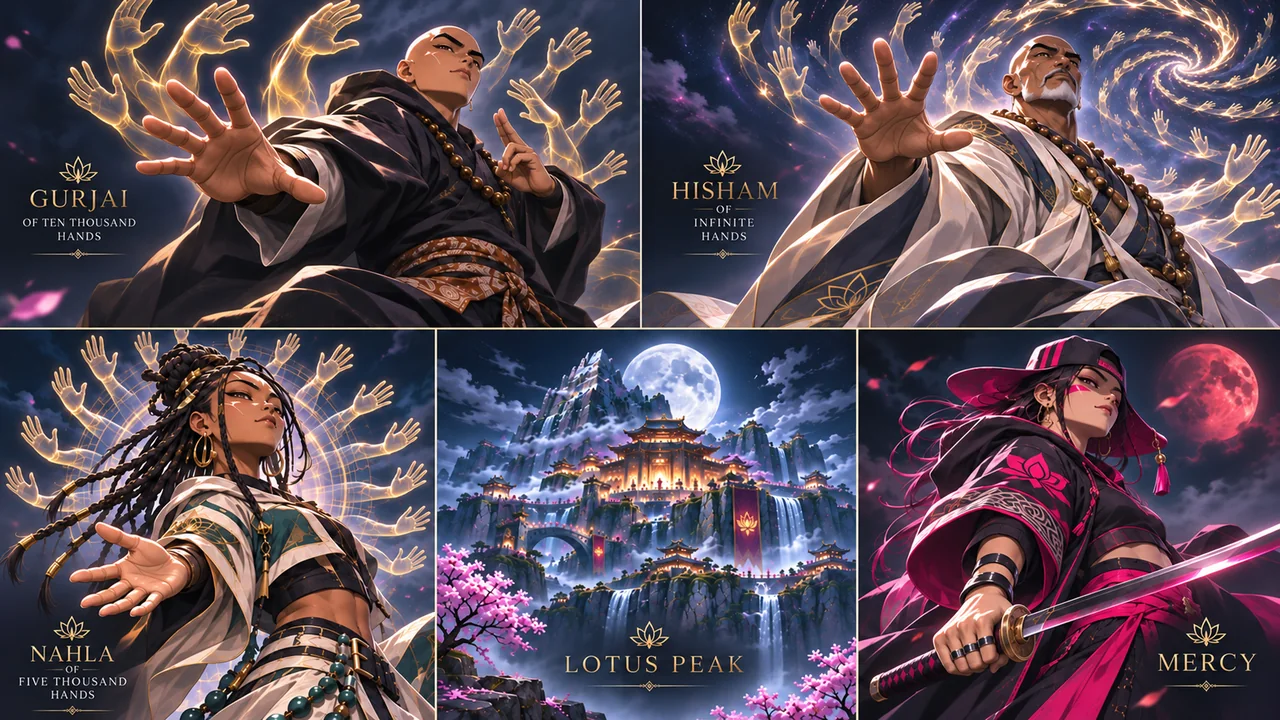 GURJAI
OF TEN THOUSAND
HANDS
HISHAM
OF
INFINITE
HANDS
NAHLA
OF
FIVE THOUSAND
HANDS
LOTUS PEAK
MERCY